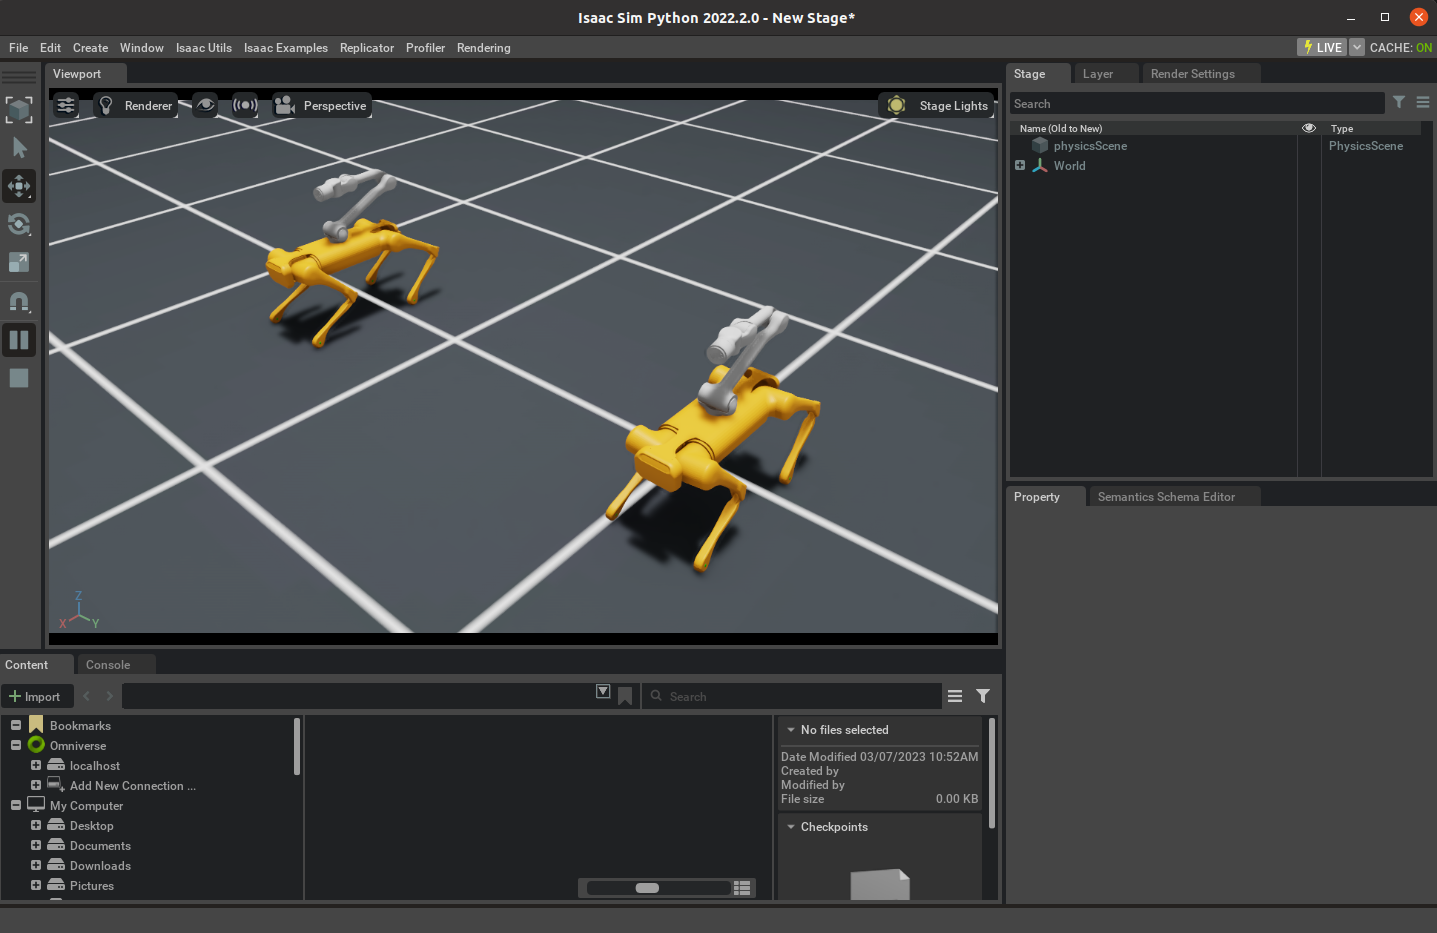 Isaac Sim Python 2022.2.0 - New Stage*
File Edit Create Window Isaac Utils Isaac Examples Replicator Profiler Rendering
LIVE CACHE: ON
Viewport
Renderer Perspective Stage Lights
Z
X Y
Stage Layer Render Settings
Search
Name (Old to New) Type
physicsScene PhysicsScene
World
Property Semantics Schema Editor
Content Console
Import Search
Bookmarks
Omniverse
localhost
Add New Connection ...
My Computer
Desktop
Documents
Downloads
Pictures
No files selected
Date Modified 03/07/2023 10:52AM
Created by
Modified by
File size 0.00 KB
Checkpoints